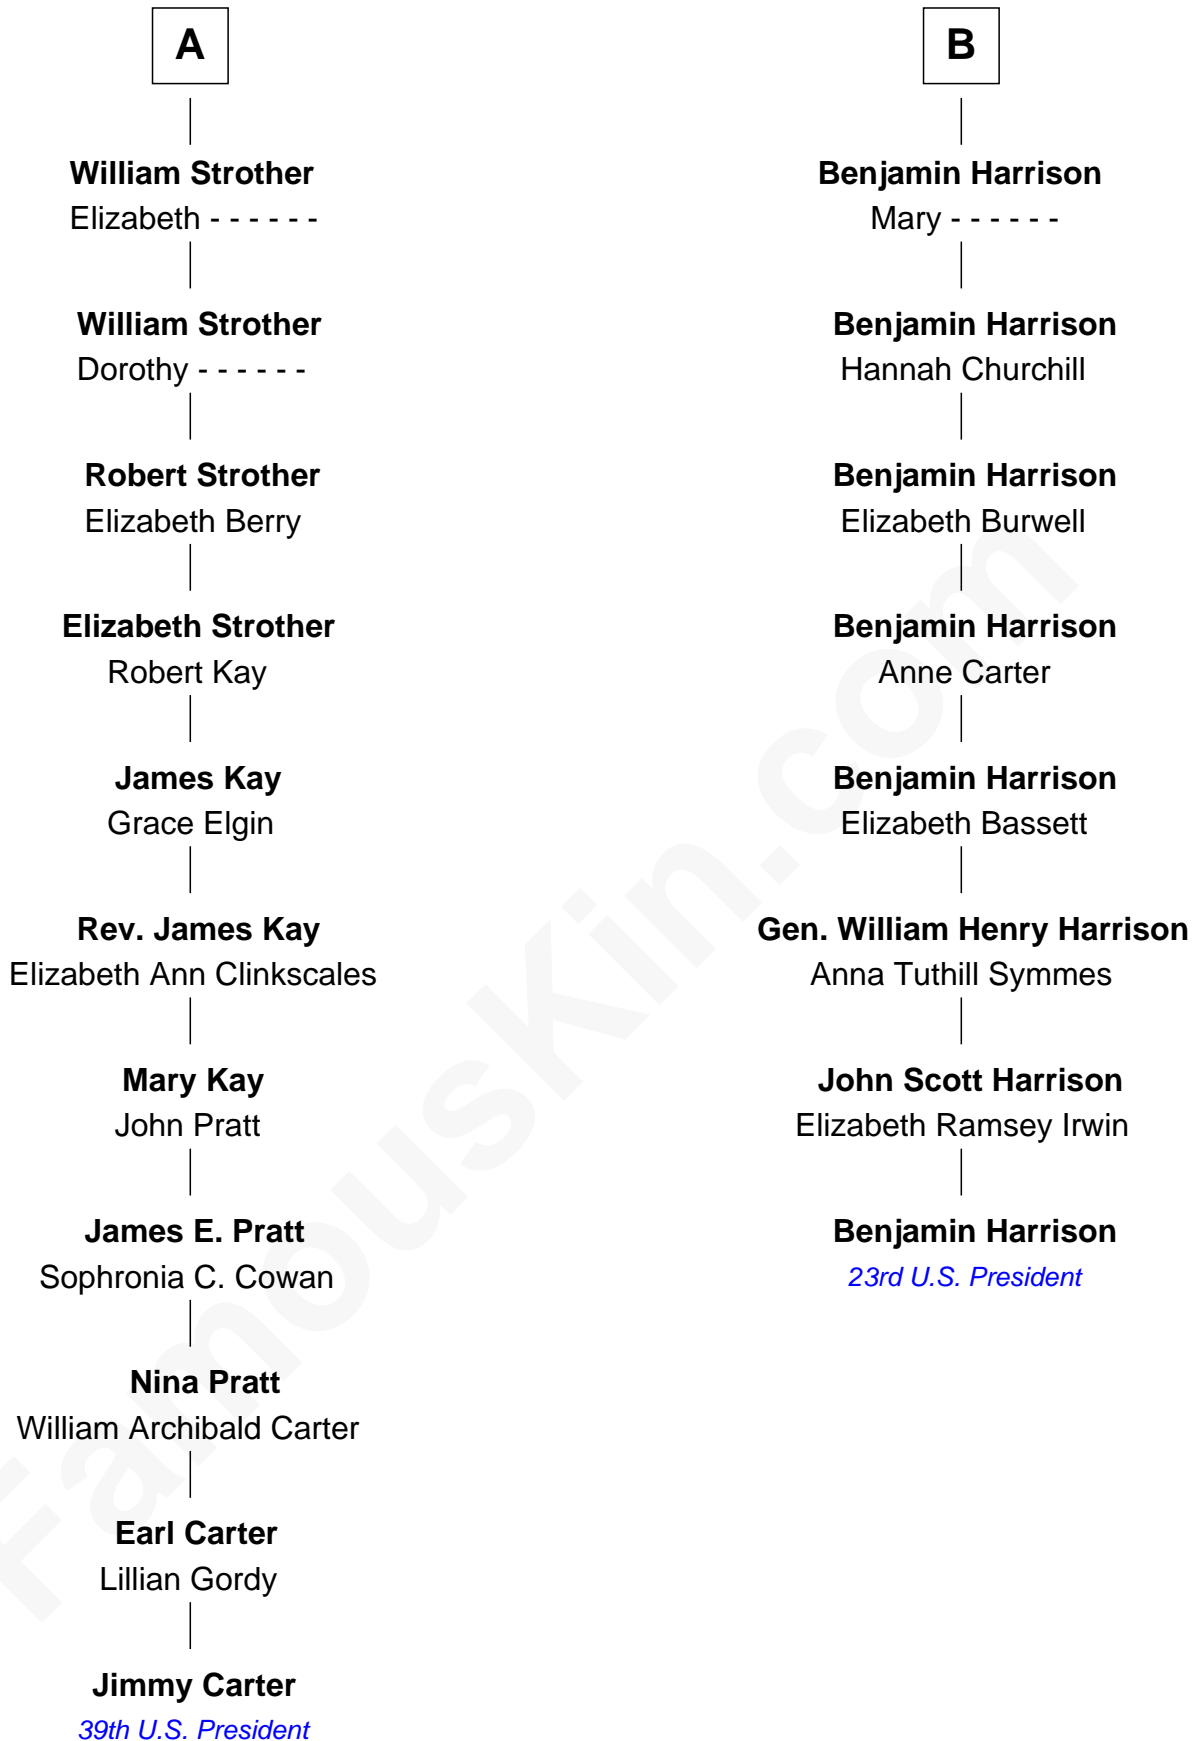 A
William Strother
Elizabeth - - - - - -
William Strother
Dorothy - - - - - -
Robert Strother
Elizabeth Berry
Elizabeth Strother
Robert Kay
James Kay
Grace Elgin
Rev. James Kay
Elizabeth Ann Clinkscales
Mary Kay
John Pratt
James E. Pratt
Sophronia C. Cowan
Nina Pratt
William Archibald Carter
Earl Carter
Lillian Gordy
Jimmy Carter
39th U.S. President
B
Benjamin Harrison
Mary - - - - - -
Benjamin Harrison
Hannah Churchill
Benjamin Harrison
Elizabeth Burwell
Benjamin Harrison
Anne Carter
Benjamin Harrison
Elizabeth Bassett
Gen. William Henry Harrison
Anna Tuthill Symmes
John Scott Harrison
Elizabeth Ramsey Irwin
Benjamin Harrison
23rd U.S. President
FamousKin.com